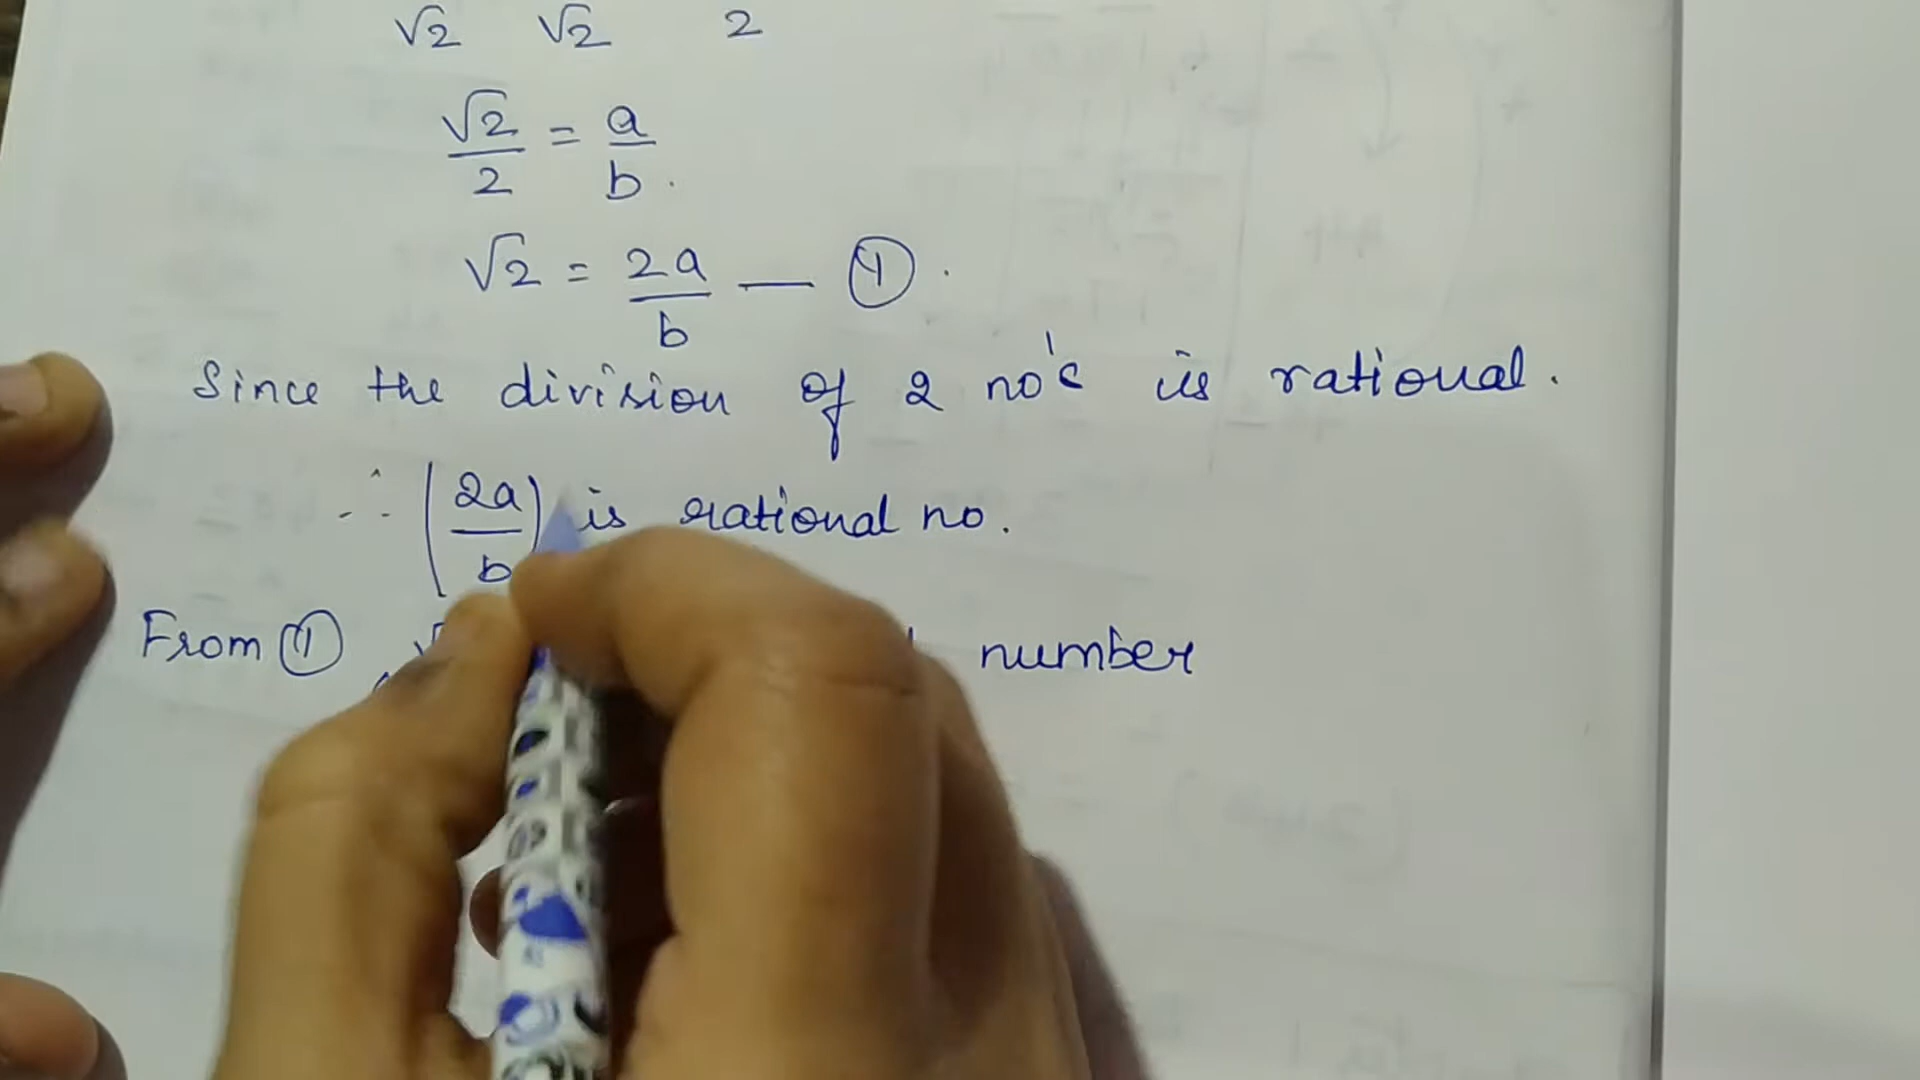 √2 √2 2
√2/2 = a/b.
√2 = 2a/b — ①.
Since the division of 2 no's is rational.
∴ (2a/b) is rational no.
From ① number